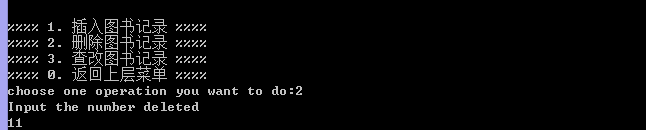 %%%% 1. 插入图书记录 %%%%
%%%% 2. 删除图书记录 %%%%
%%%% 3. 查改图书记录 %%%%
%%%% 0. 返回上层菜单 %%%%
choose one operation you want to do:2
Input the number deleted
11